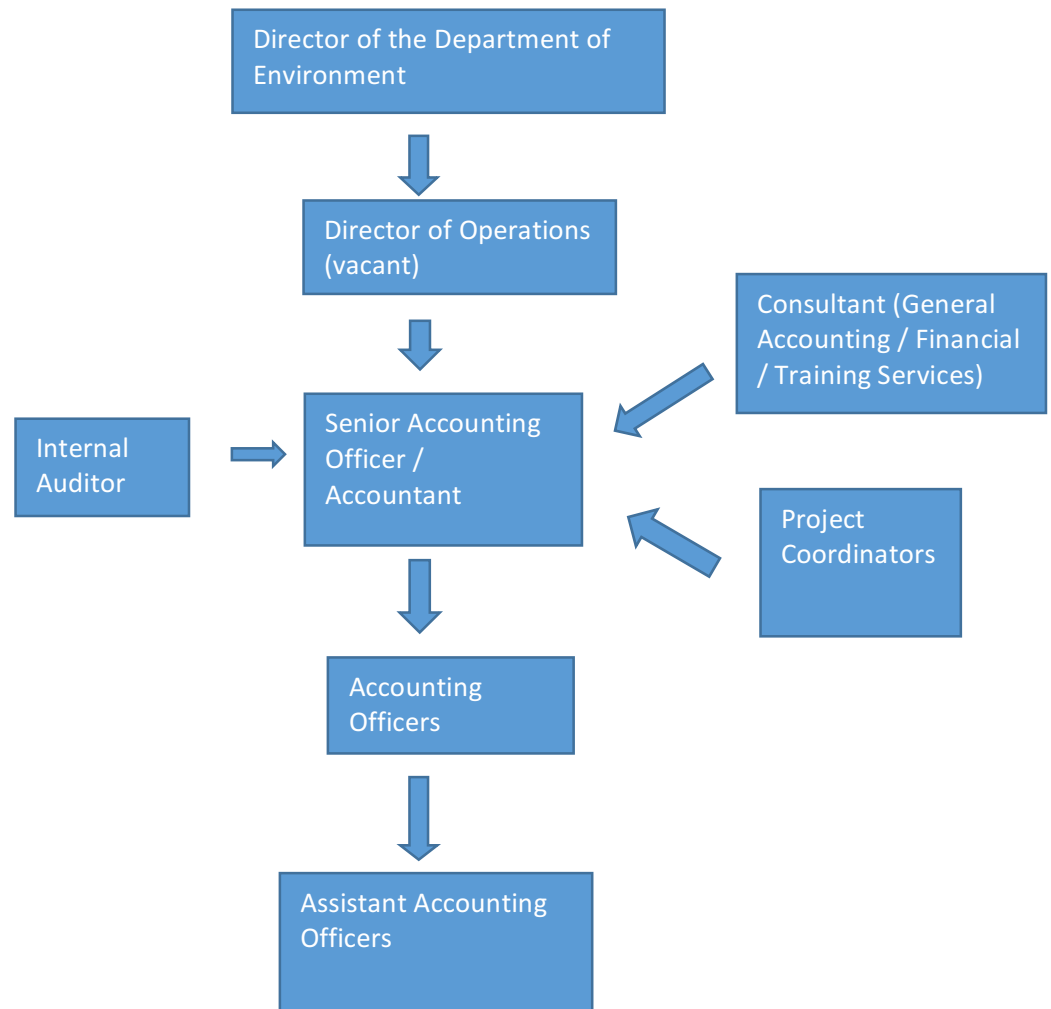 Director of the Department of
Environment
Director of Operations
(vacant)
Consultant (General
Accounting / Financial
/ Training Services)
Senior Accounting
Officer /
Accountant
Internal
Auditor
Project
Coordinators
Accounting
Officers
Assistant Accounting
Officers